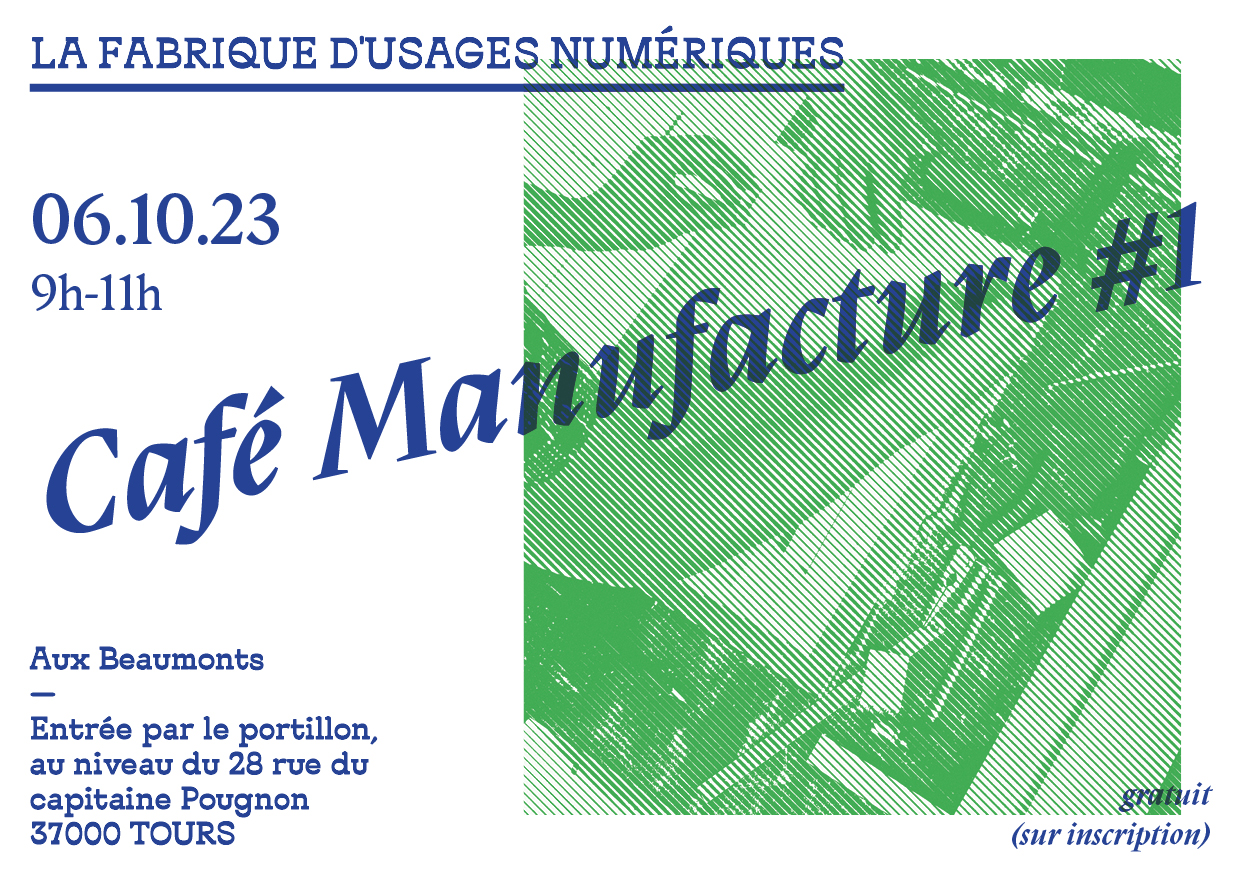 LA FABRIQUE D'USAGES NUMÉRIQUES
06.10.23
9h-11h
Café Manufacture #1
Aux Beaumonts
—
Entrée par le portillon,
au niveau du 28 rue du
capitaine Pougnon
37000 TOURS
gratuit
(sur inscription)